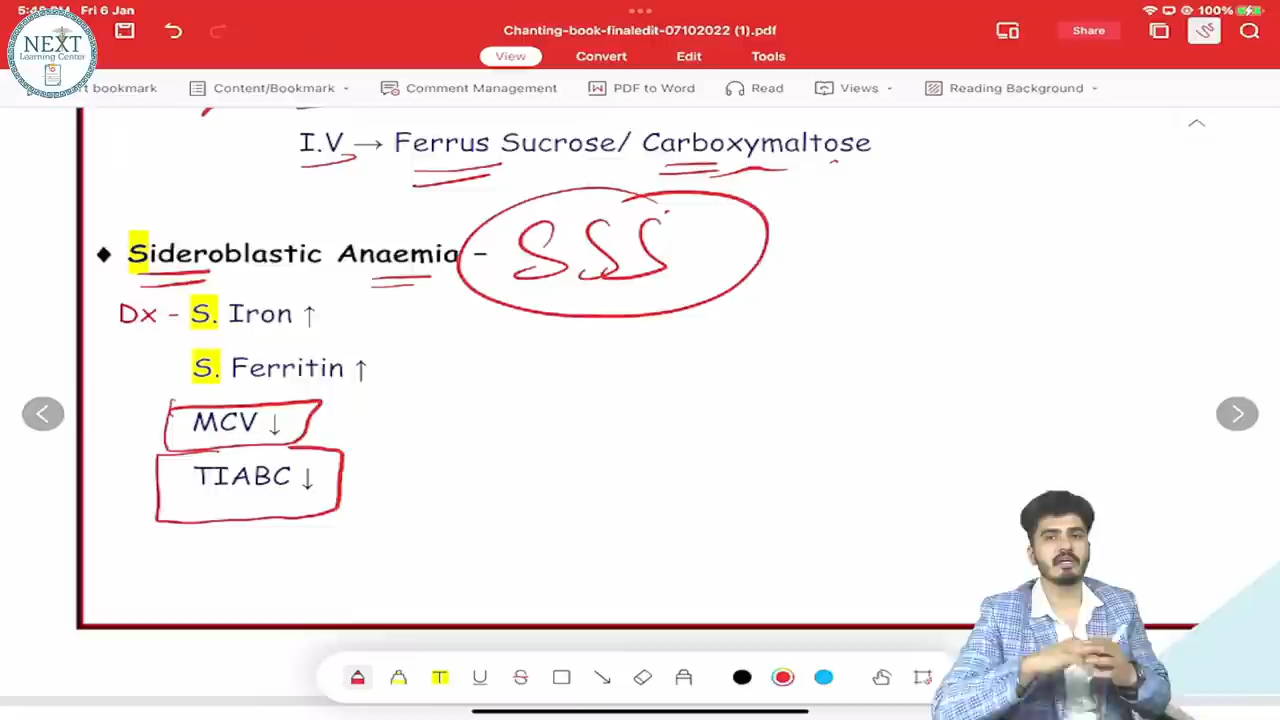 5:46 PM Fri 6 Jan
100%
NEXT
Learning Center
Chanting-book-finaledit-07102022 (1).pdf
Share
View Convert Edit Tools
t bookmark Content/Bookmark Comment Management PDF to Word Read Views Reading Background
I.V → Ferrus Sucrose/ Carboxymaltose
◆ Sideroblastic Anaemia - SSS
Dx - S. Iron ↑
S. Ferritin ↑
MCV ↓
TIABC ↓